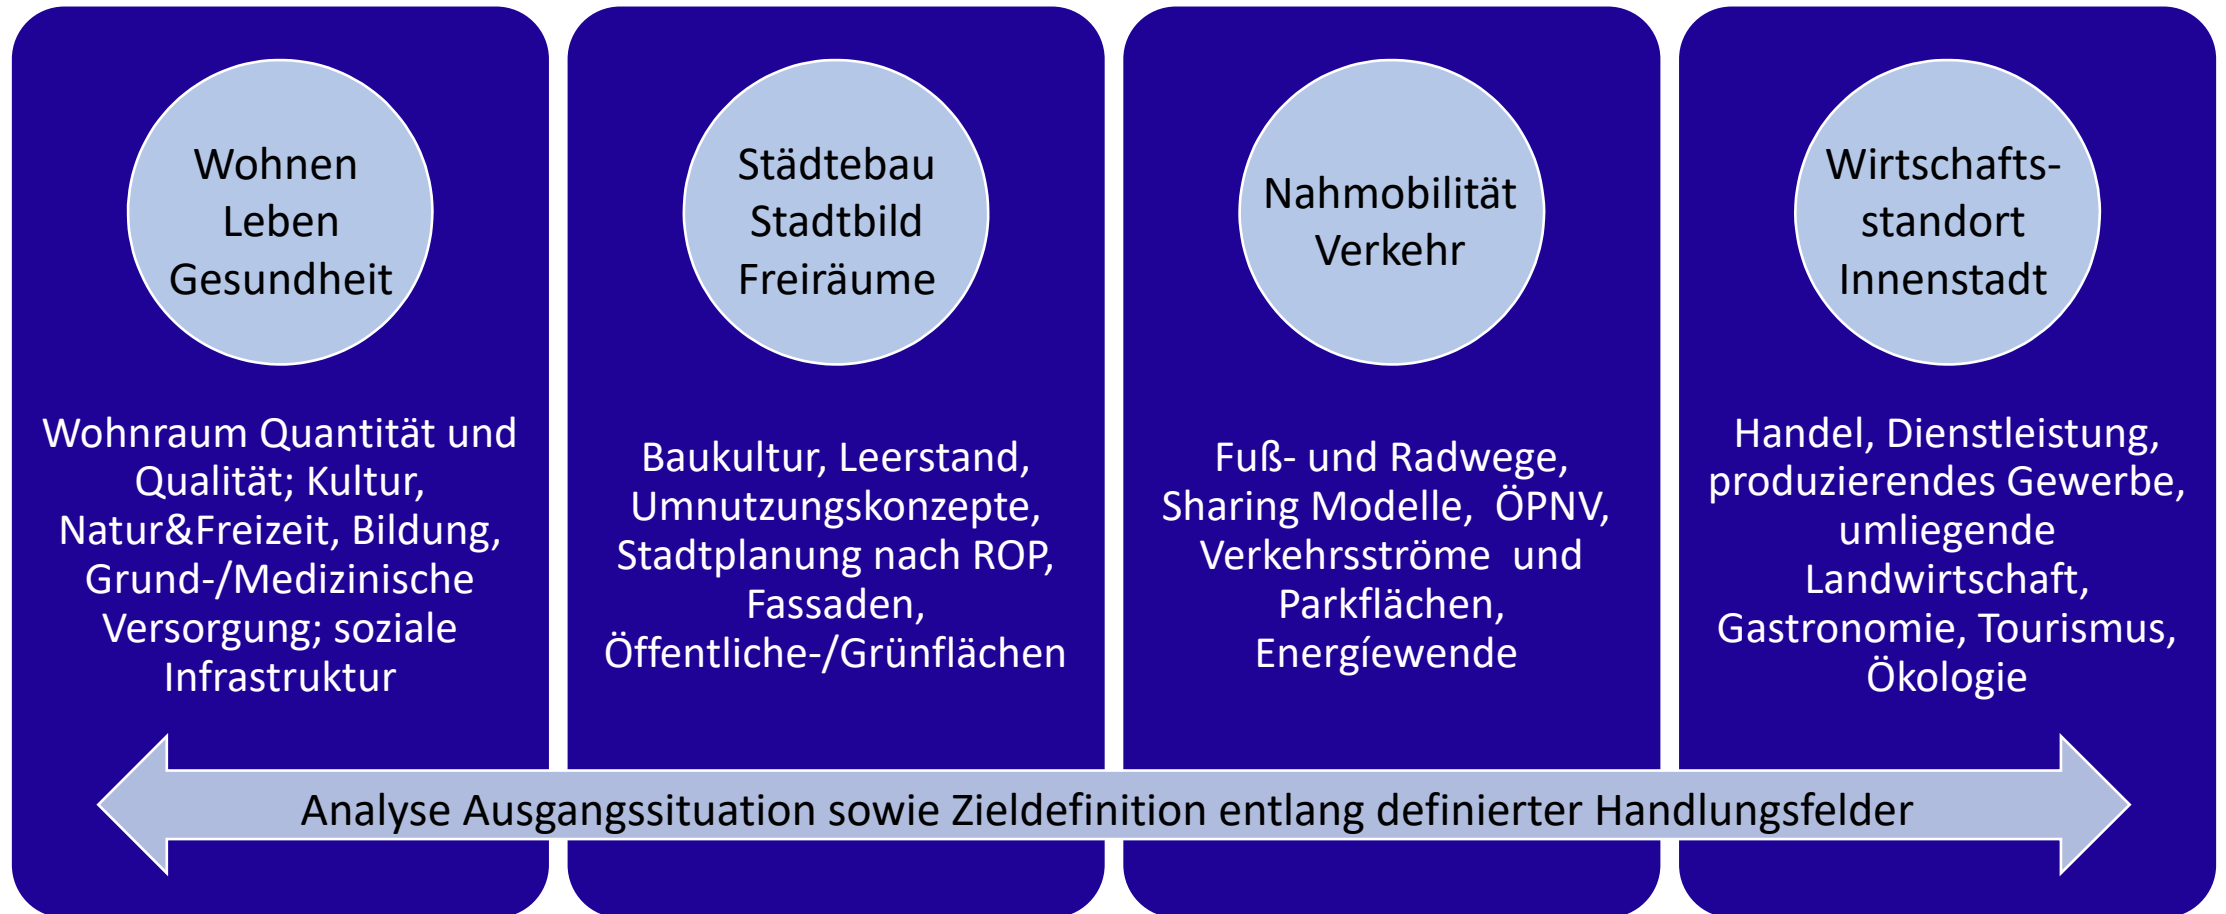 Wohnen
Leben
Gesundheit
Wohnraum Quantität und
Qualität; Kultur,
Natur&Freizeit, Bildung,
Grund-/Medizinische
Versorgung; soziale
Infrastruktur
Städtebau
Stadtbild
Freiräume
Baukultur, Leerstand,
Umnutzungskonzepte,
Stadtplanung nach ROP,
Fassaden,
Öffentliche-/Grünflächen
Nahmobilität
Verkehr
Fuß- und Radwege,
Sharing Modelle,  ÖPNV,
Verkehrsströme  und
Parkflächen,
Energíewende
Wirtschafts-
standort
Innenstadt
Handel, Dienstleistung,
produzierendes Gewerbe,
umliegende
Landwirtschaft,
Gastronomie, Tourismus,
Ökologie
Analyse Ausgangssituation sowie Zieldefinition entlang definierter Handlungsfelder